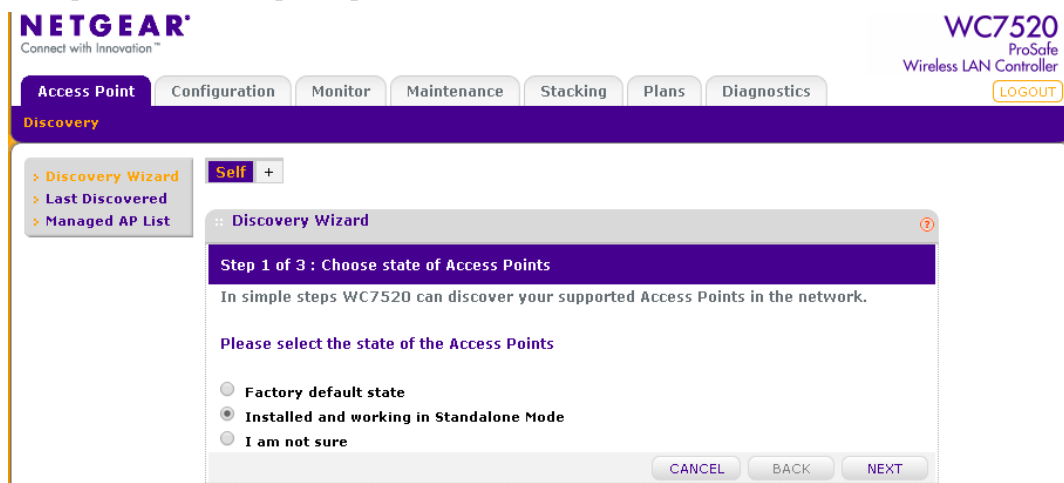 NETGEAR®
Connect with Innovation™
WC7520
ProSafe
Wireless LAN Controller
Access Point Configuration Monitor Maintenance Stacking Plans Diagnostics LOGOUT
Discovery
> Discovery Wizard
> Last Discovered
> Managed AP List
Self +
:: Discovery Wizard ?
Step 1 of 3 : Choose state of Access Points
In simple steps WC7520 can discover your supported Access Points in the network.
Please select the state of the Access Points
Factory default state
Installed and working in Standalone Mode
I am not sure
CANCEL BACK NEXT